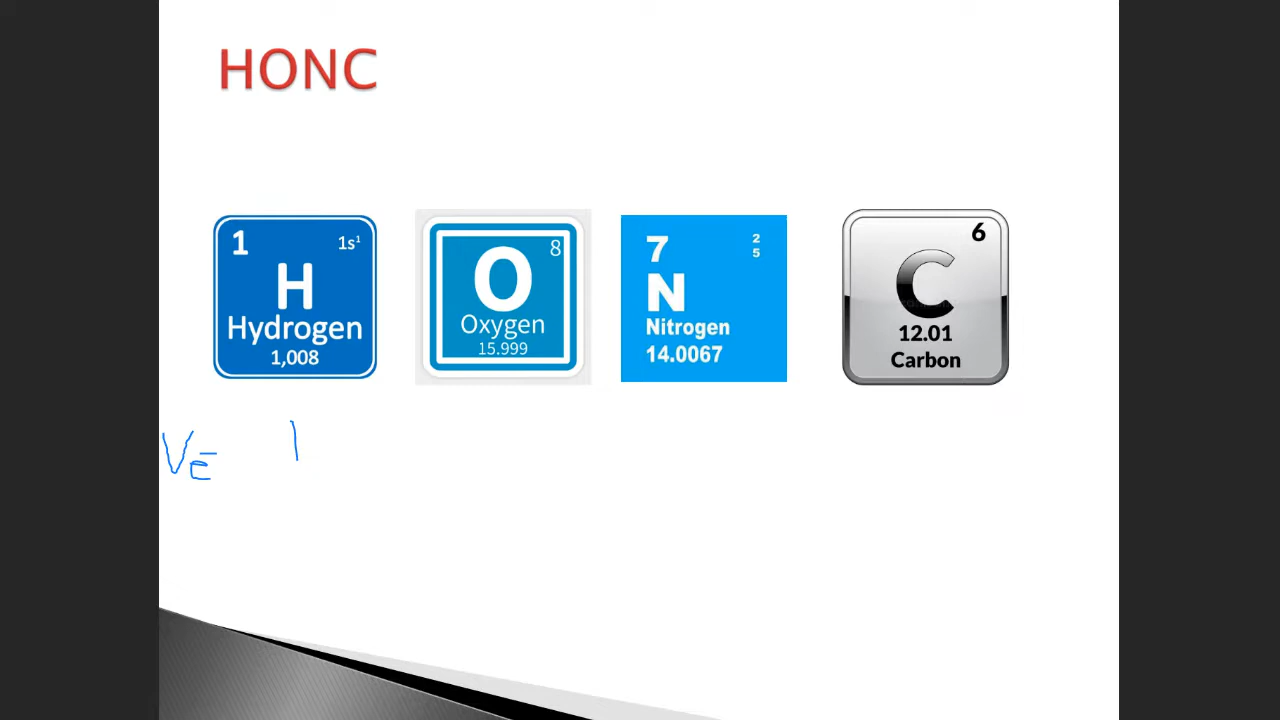 HONC
1 1s¹
H
Hydrogen
1,008
8
O
Oxygen
15.999
7 2
5
N
Nitrogen
14.0067
6
C
12.01
Carbon
Ve 1